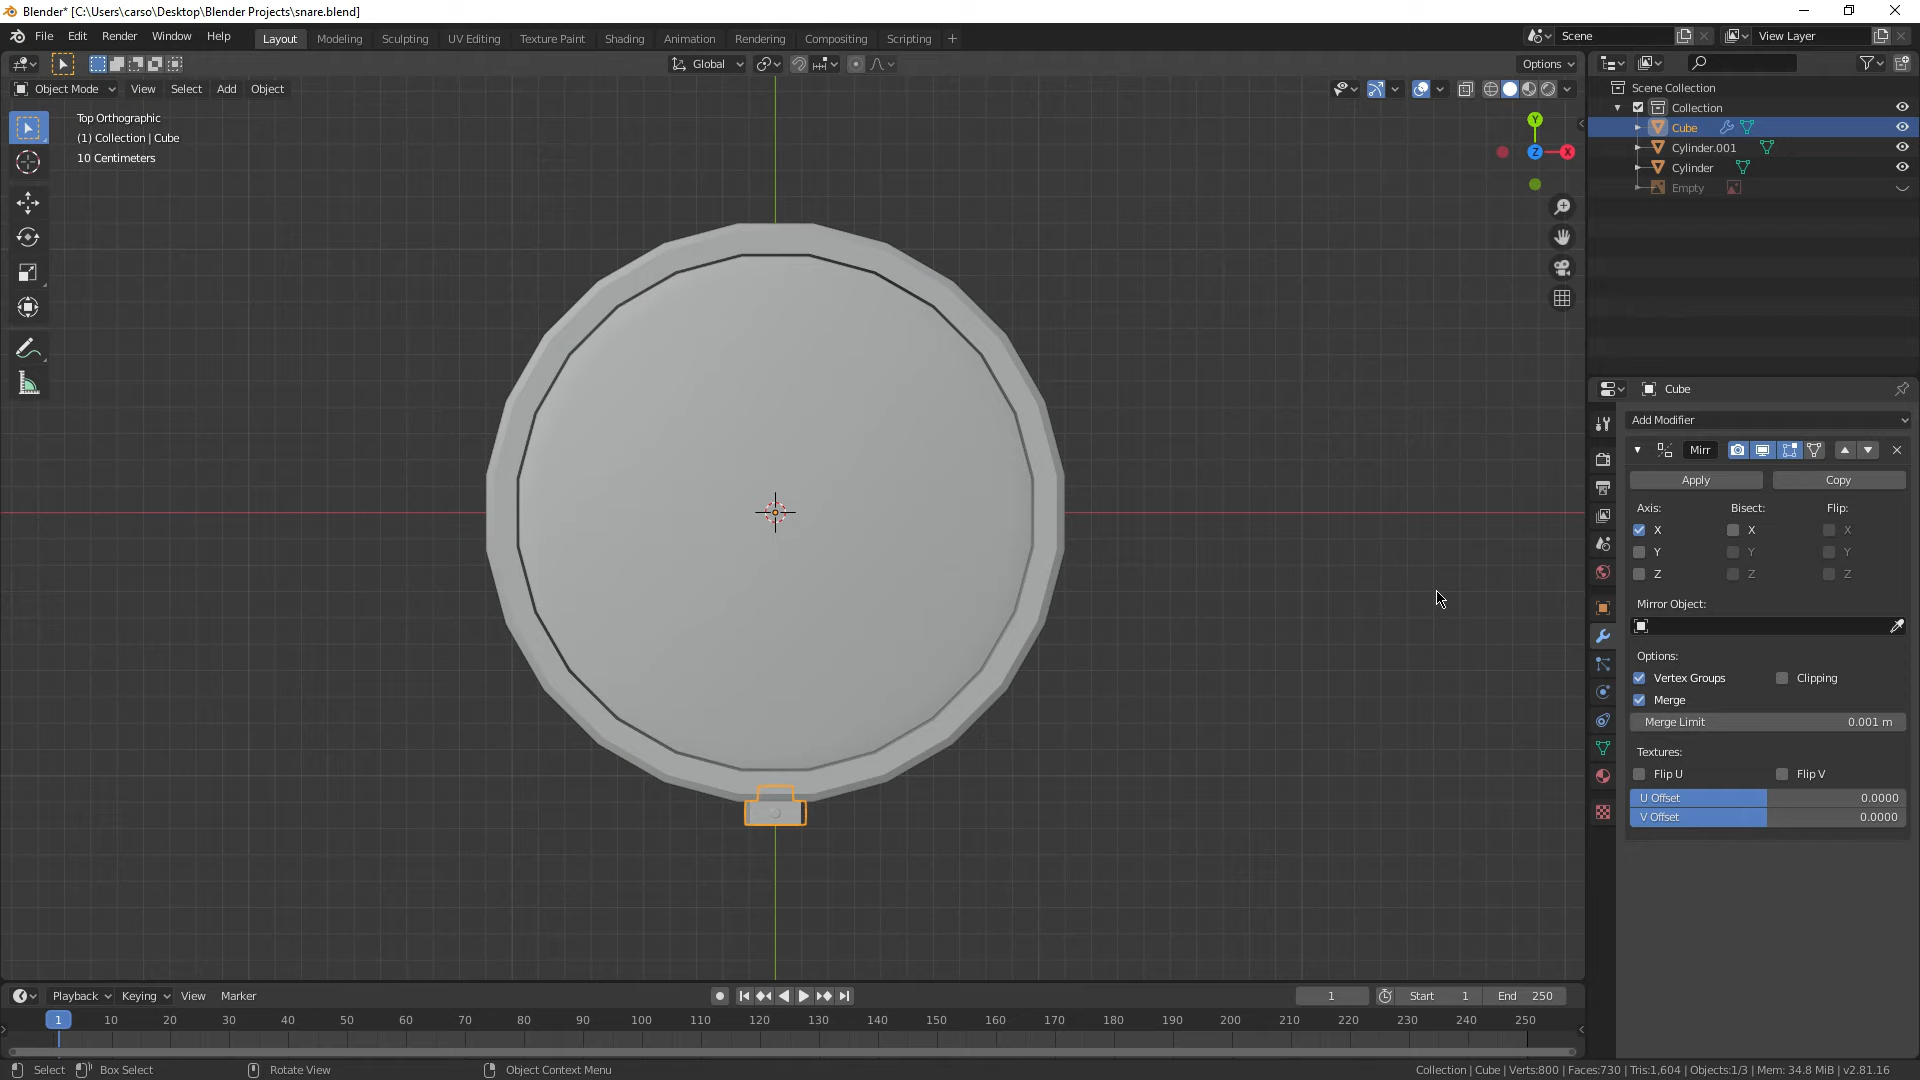 Blender* [C:\Users\carso\Desktop\Blender Projects\snare.blend]
File Edit Render Window Help Layout Modeling Sculpting UV Editing Texture Paint Shading Animation Rendering Compositing Scripting + Scene View Layer
Global Options
Object Mode View Select Add Object
Top Orthographic
(1) Collection | Cube
10 Centimeters
Y
Z X
Scene Collection
Collection
Cube
Cylinder.001
Cylinder
Empty
Cube
Add Modifier
Mirr
Apply Copy
Axis: Bisect: Flip:
X X X
Y Y Y
Z Z Z
Mirror Object:
Options:
Vertex Groups Clipping
Merge
Merge Limit 0.001 m
Textures:
Flip U Flip V
U Offset 0.0000
V Offset 0.0000
Playback Keying View Marker 1 Start 1 End 250
1 10 20 30 40 50 60 70 80 90 100 110 120 130 140 150 160 170 180 190 200 210 220 230 240 250
Select Box Select Rotate View Object Context Menu Collection | Cube | Verts:800 | Faces:730 | Tris:1,604 | Objects:1/3 | Mem: 34.8 MiB | v2.81.16